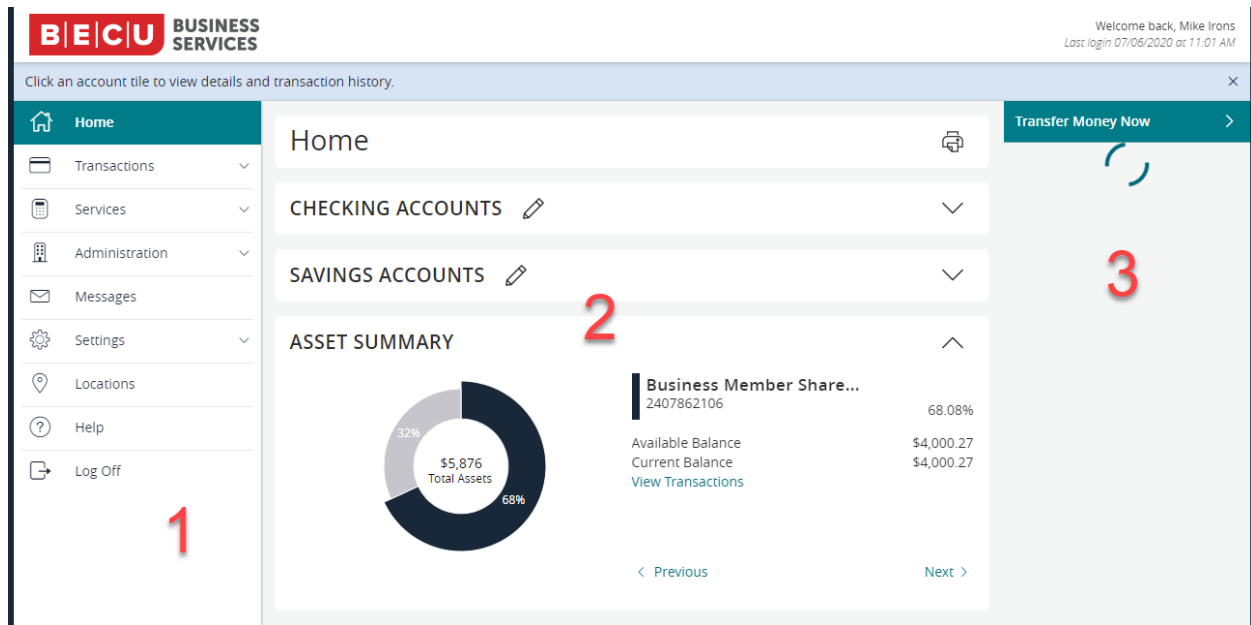 B|E|C|U BUSINESS SERVICES
Welcome back, Mike Irons
Last login 07/06/2020 at 11:01 AM
Click an account tile to view details and transaction history.
Home
Transactions
Services
Administration
Messages
Settings
Locations
Help
Log Off
1
Home
CHECKING ACCOUNTS
SAVINGS ACCOUNTS
2
ASSET SUMMARY
32%
$5,876
Total Assets
68%
Business Member Share...
2407862106
68.08%
Available Balance $4,000.27
Current Balance $4,000.27
View Transactions
< Previous Next >
Transfer Money Now
3